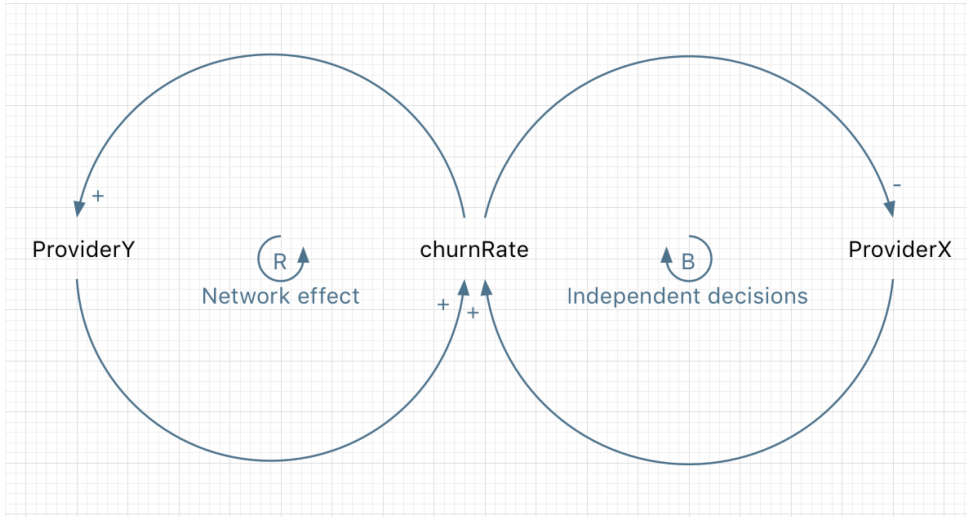 +
-
ProviderY
churnRate
ProviderX
R
B
Network effect
Independent decisions
+
+